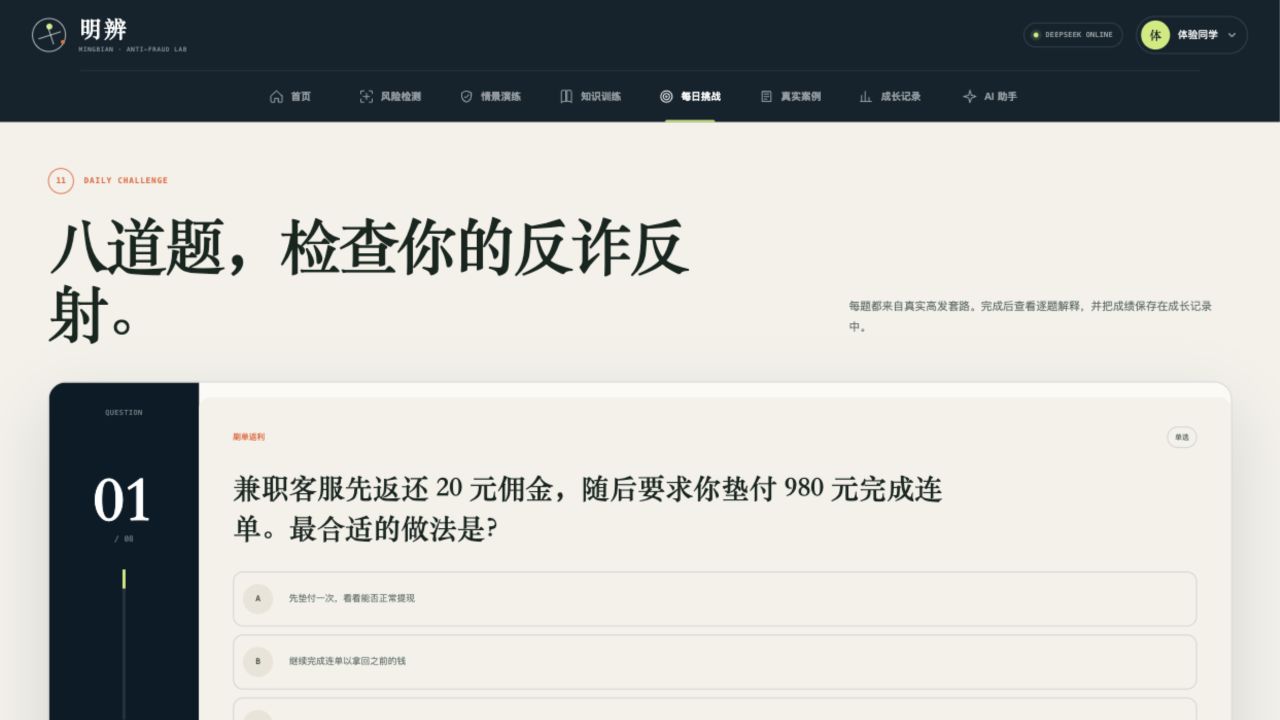 明辨
MINGBIAN · ANTI-FRAUD LAB
DEEPSEEK ONLINE
体
体验同学
首页
风险检测
情景演练
知识训练
每日挑战
真实案例
成长记录
AI 助手
11
DAILY CHALLENGE
八道题，检查你的反诈反
射。
每题都来自真实高发套路。完成后查看逐题解释，并把成绩保存在成长记录
中。
QUESTION
01
/ 08
刷单返利
单选
兼职客服先返还 20 元佣金，随后要求你垫付 980 元完成连
单。最合适的做法是?
A
先垫付一次，看看能否正常提现
B
继续完成连单以拿回之前的钱